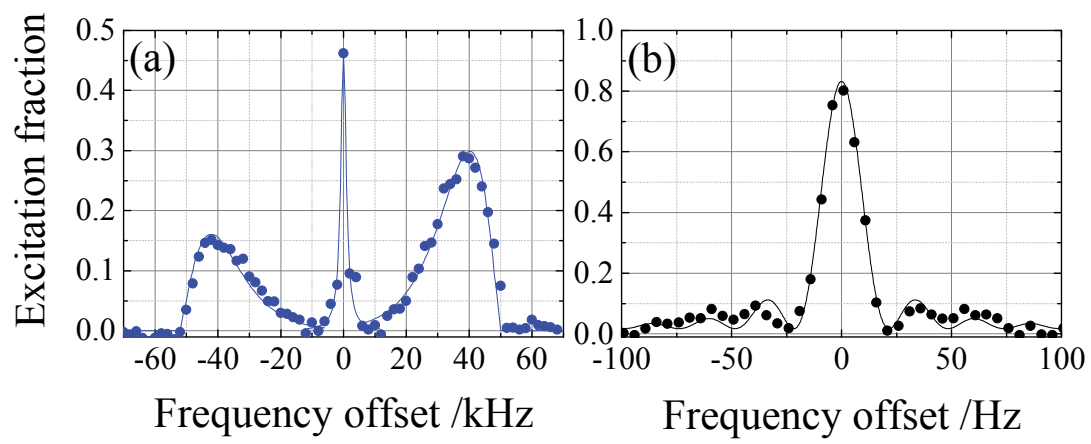 (a)
Excitation fraction
0.5
0.4
0.3
0.2
0.1
0.0
-60 -40 -20 0 20 40 60
Frequency offset /kHz
(b)
1.0
0.8
0.6
0.4
0.2
0.0
-100 -50 0 50 100
Frequency offset /Hz